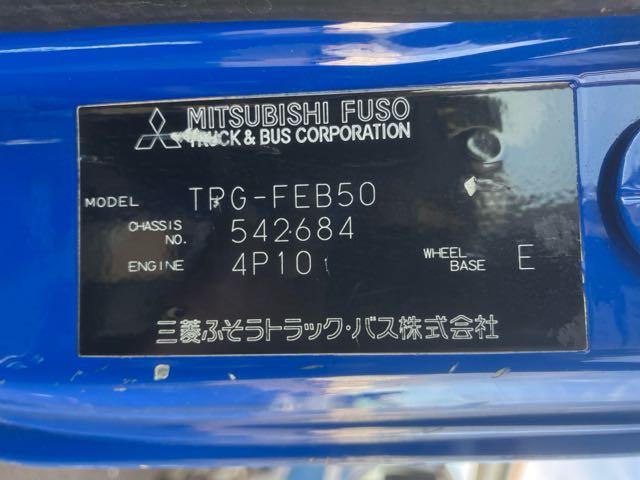 MITSUBISHI FUSO
TRUCK & BUS CORPORATION
MODEL TPG-FEB50
CHASSIS NO. 542684
ENGINE 4P10 WHEEL BASE E
三菱ふそうトラック・バス株式会社